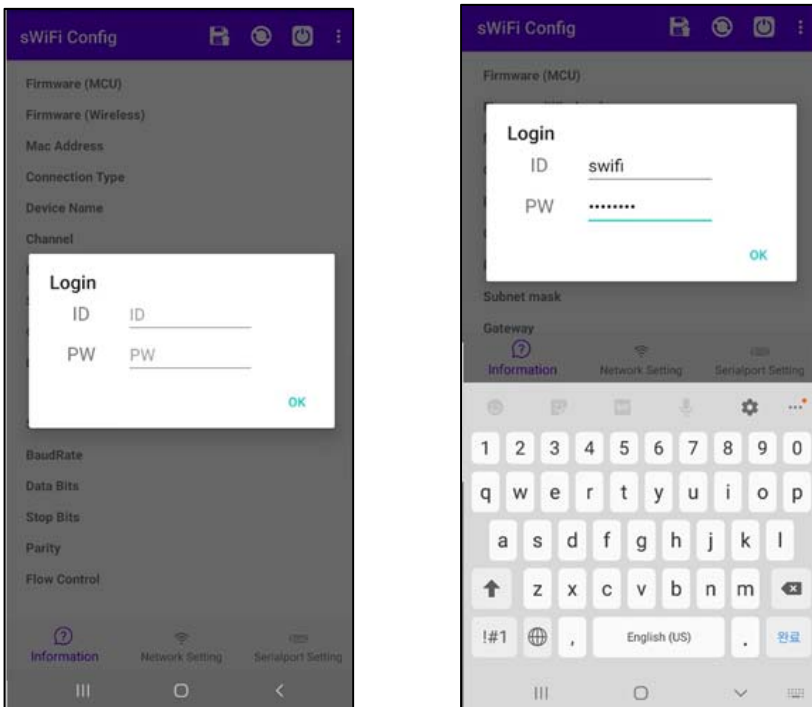 sWiFi Config
Firmware (MCU)
Firmware (Wireless)
Mac Address
Connection Type
Device Name
Channel
Login
ID ID
PW PW
OK
BaudRate
Data Bits
Stop Bits
Parity
Flow Control
Information Network Setting Serialport Setting
sWiFi Config
Firmware (MCU)
Login
ID swifi
PW ••••••••
OK
Subnet mask
Gateway
Information Network Setting Serialport Setting
1 2 3 4 5 6 7 8 9 0
q w e r t y u i o p
a s d f g h j k l
z x c v b n m
!#1 , English (US) . 완료